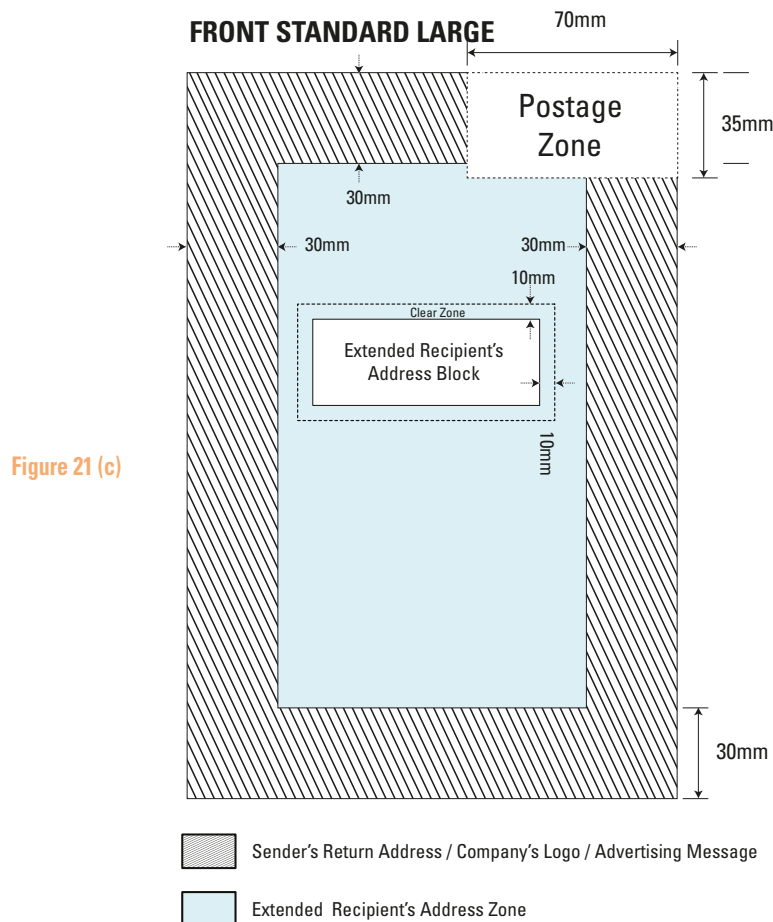 FRONT STANDARD LARGE
70mm
Postage
Zone
35mm
30mm
30mm
30mm
10mm
Clear Zone
Extended Recipient's
Address Block
10mm
Figure 21 (c)
30mm
Sender's Return Address / Company's Logo / Advertising Message
Extended Recipient's Address Zone